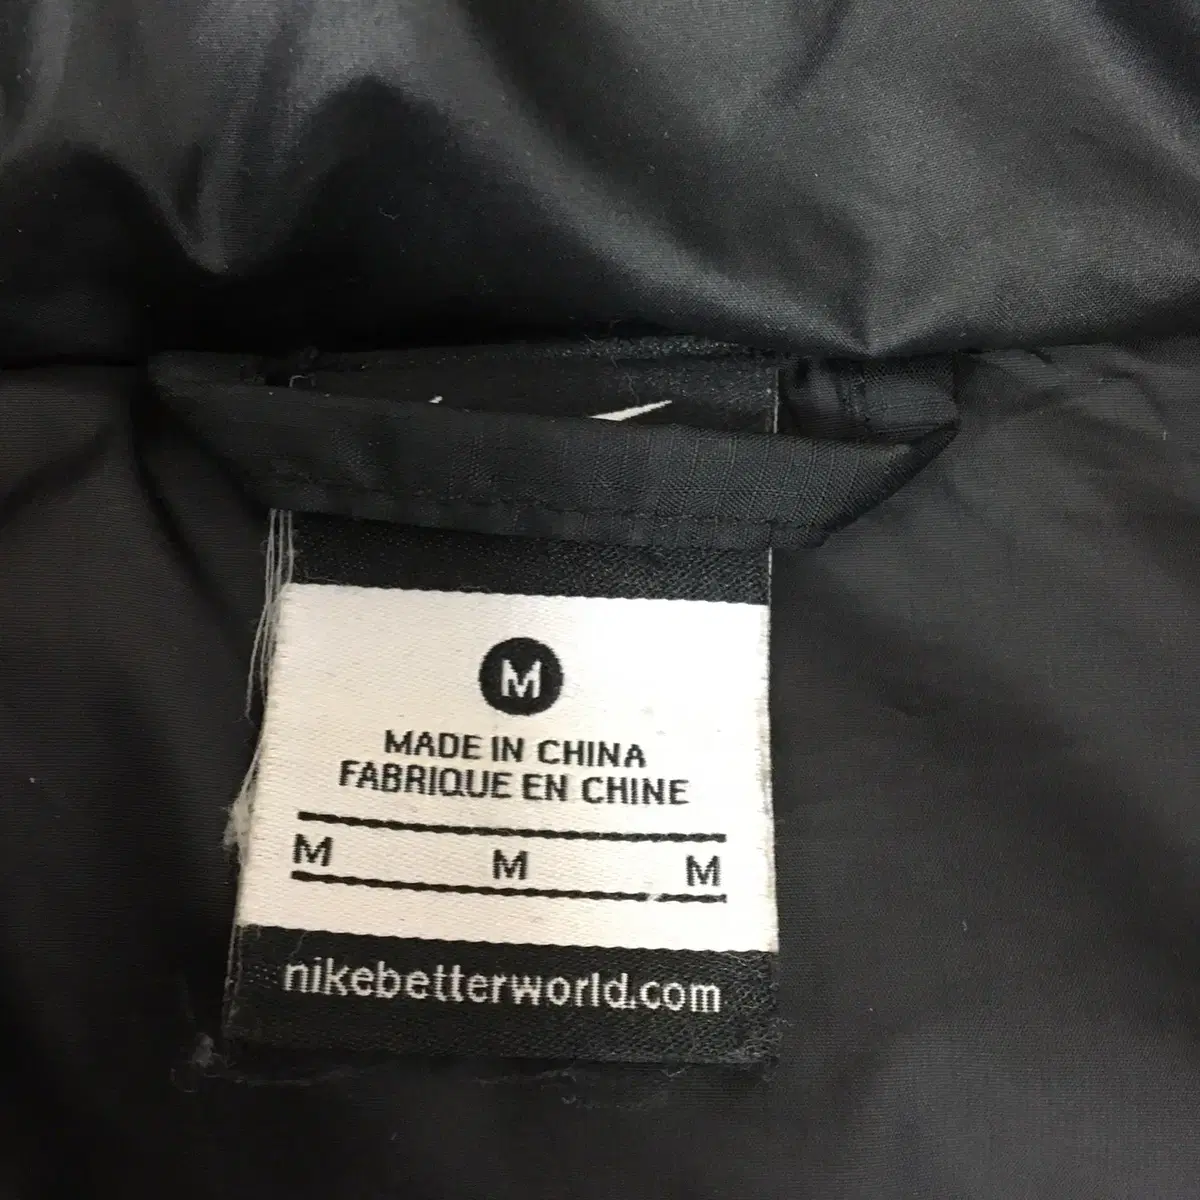 M
MADE IN CHINA
FABRIQUE EN CHINE
M M M
nikebetterworld.com